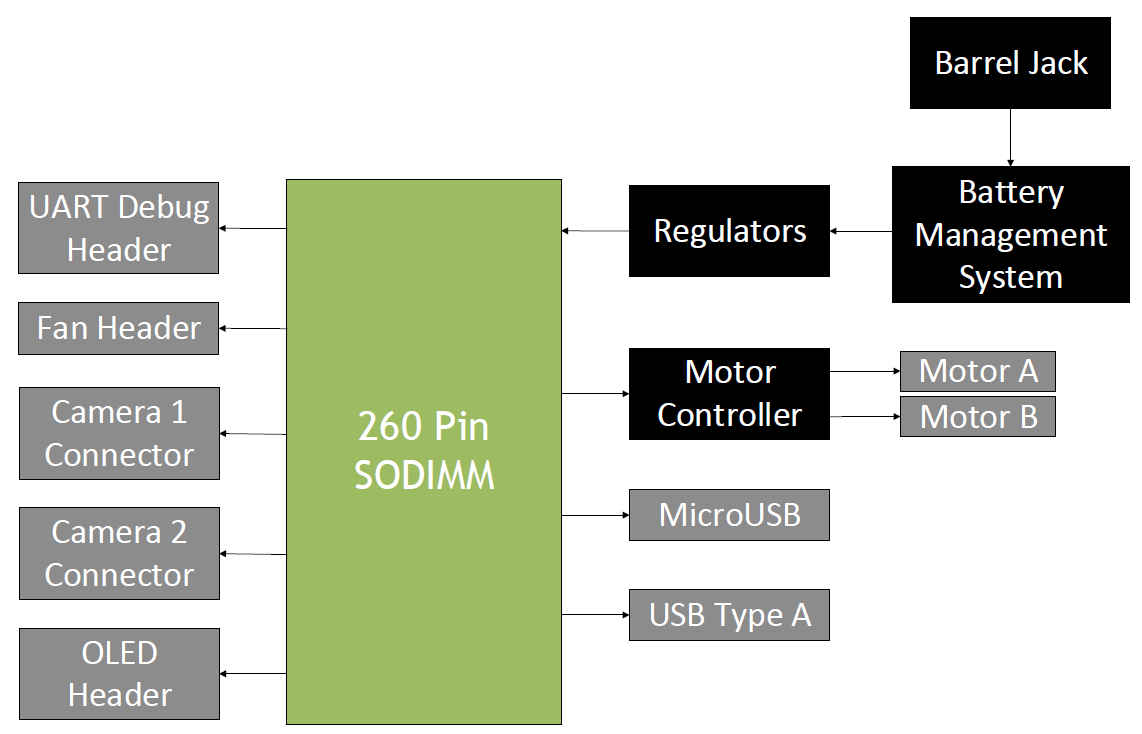 Barrel Jack
UART Debug
Header
Fan Header
Camera 1
Connector
Camera 2
Connector
OLED
Header
260 Pin
SODIMM
Regulators
Battery
Management
System
Motor
Controller
Motor A
Motor B
MicroUSB
USB Type A